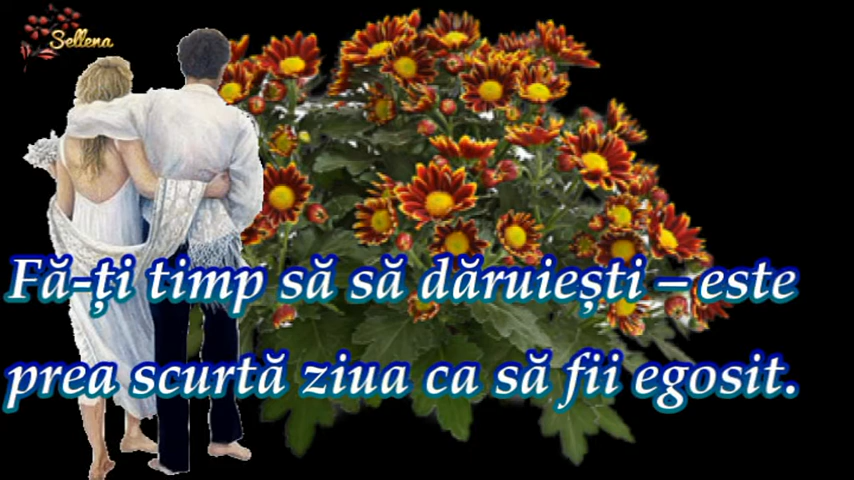 Sellena
Fă-ți timp să să dăruiești – este
prea scurtă ziua ca să fii egosit.